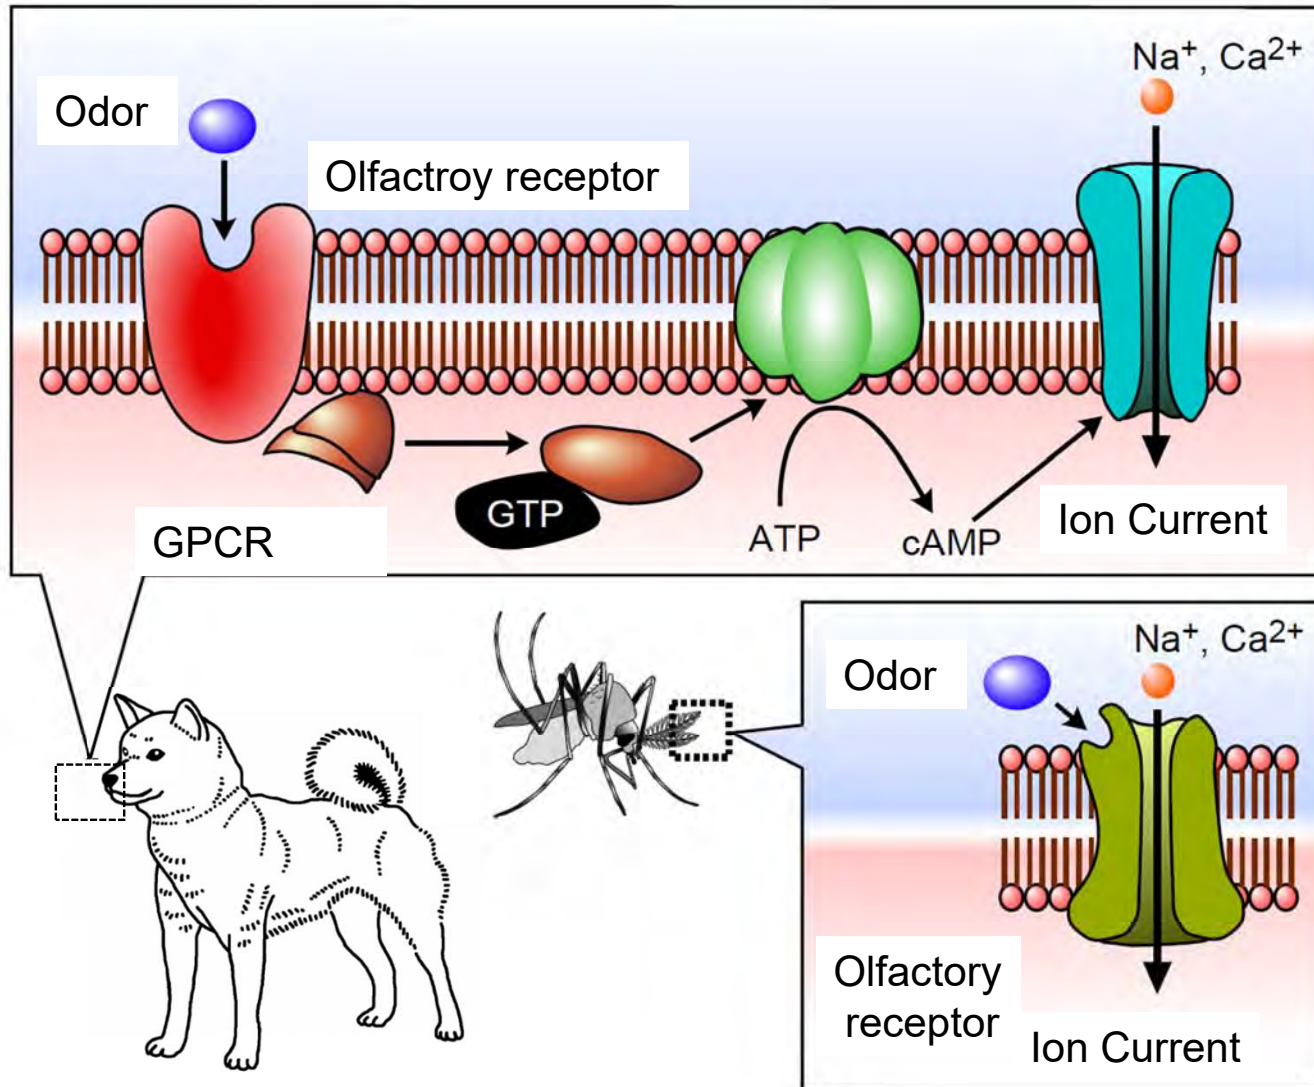 Na⁺, Ca²⁺
Odor
Olfactroy receptor
GTP
GPCR
ATP
cAMP
Ion Current
Na⁺, Ca²⁺
Odor
Olfactory
receptor
Ion Current